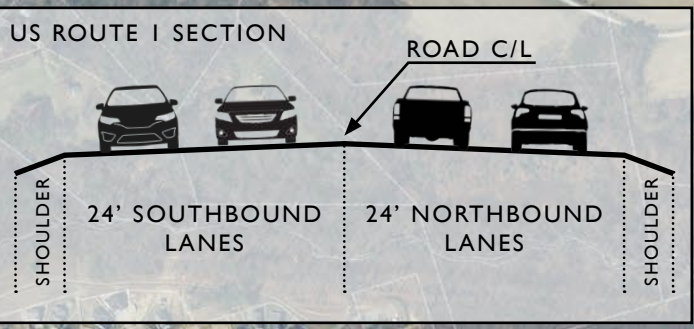 US ROUTE 1 SECTION
ROAD C/L
SHOULDER
24' SOUTHBOUND
LANES
24' NORTHBOUND
LANES
SHOULDER